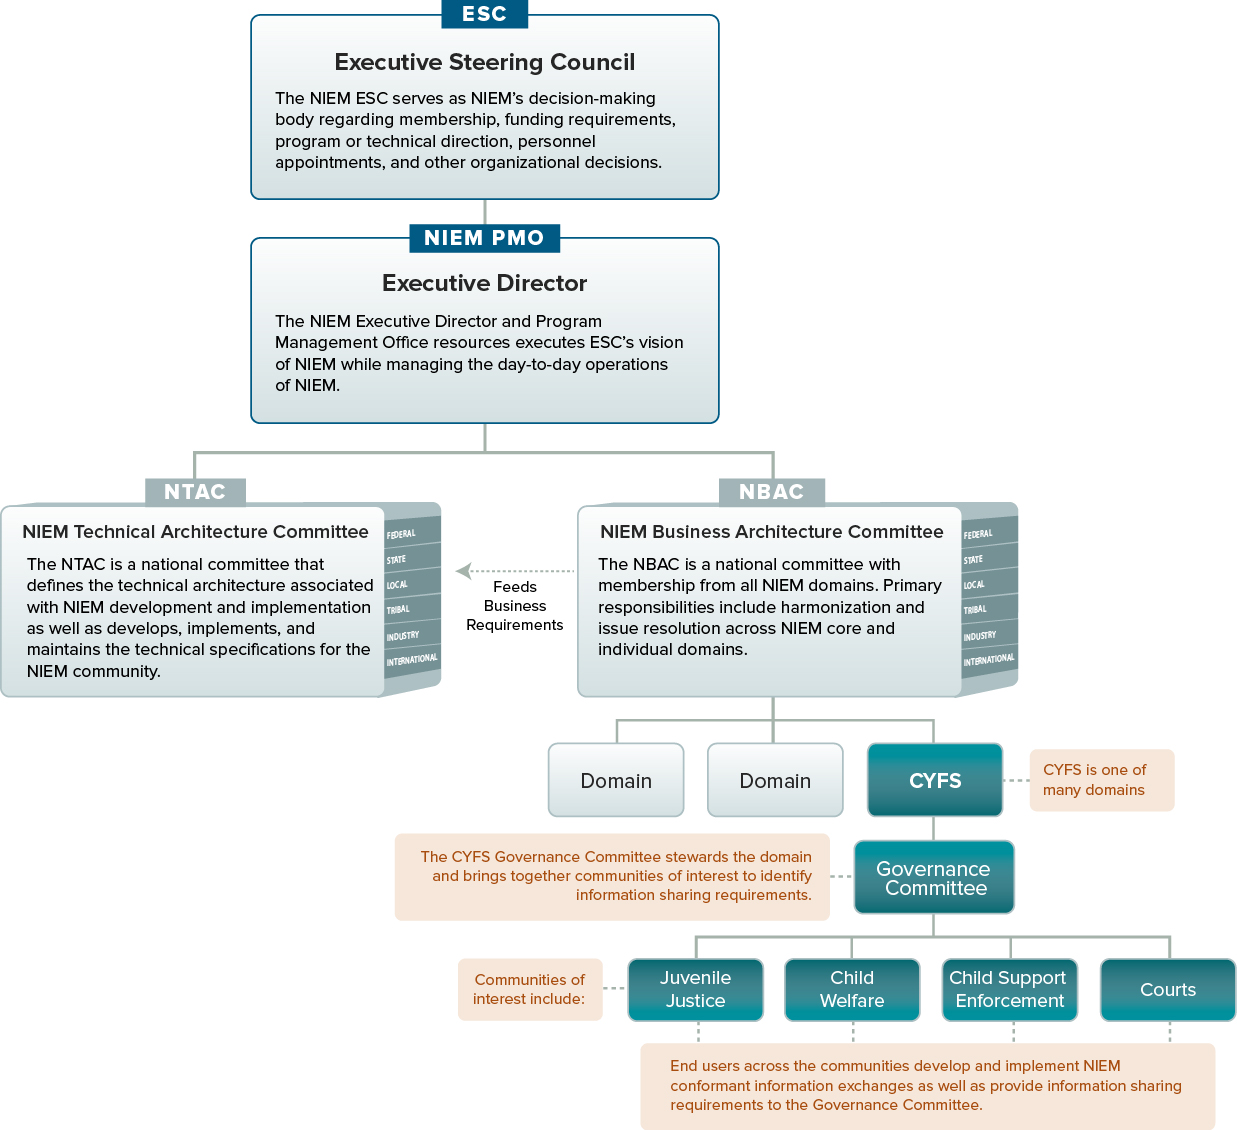 ESC
Executive Steering Council
The NIEM ESC serves as NIEM’s decision-making
body regarding membership, funding requirements,
program or technical direction, personnel
appointments, and other organizational decisions.
NIEM PMO
Executive Director
The NIEM Executive Director and Program
Management Office resources executes ESC’s vision
of NIEM while managing the day-to-day operations
of NIEM.
NTAC
NIEM Technical Architecture Committee
The NTAC is a national committee that
defines the technical architecture associated
with NIEM development and implementation
as well as develops, implements, and
maintains the technical specifications for the
NIEM community.
FEDERAL
STATE
LOCAL
TRIBAL
INDUSTRY
INTERNATIONAL
Feeds
Business
Requirements
NBAC
NIEM Business Architecture Committee
The NBAC is a national committee with
membership from all NIEM domains. Primary
responsibilities include harmonization and
issue resolution across NIEM core and
individual domains.
FEDERAL
STATE
LOCAL
TRIBAL
INDUSTRY
INTERNATIONAL
Domain
Domain
CYFS
CYFS is one of
many domains
The CYFS Governance Committee stewards the domain
and brings together communities of interest to identify
information sharing requirements.
Governance
Committee
Communities of
interest include:
Juvenile
Justice
Child
Welfare
Child Support
Enforcement
Courts
End users across the communities develop and implement NIEM
conformant information exchanges as well as provide information sharing
requirements to the Governance Committee.